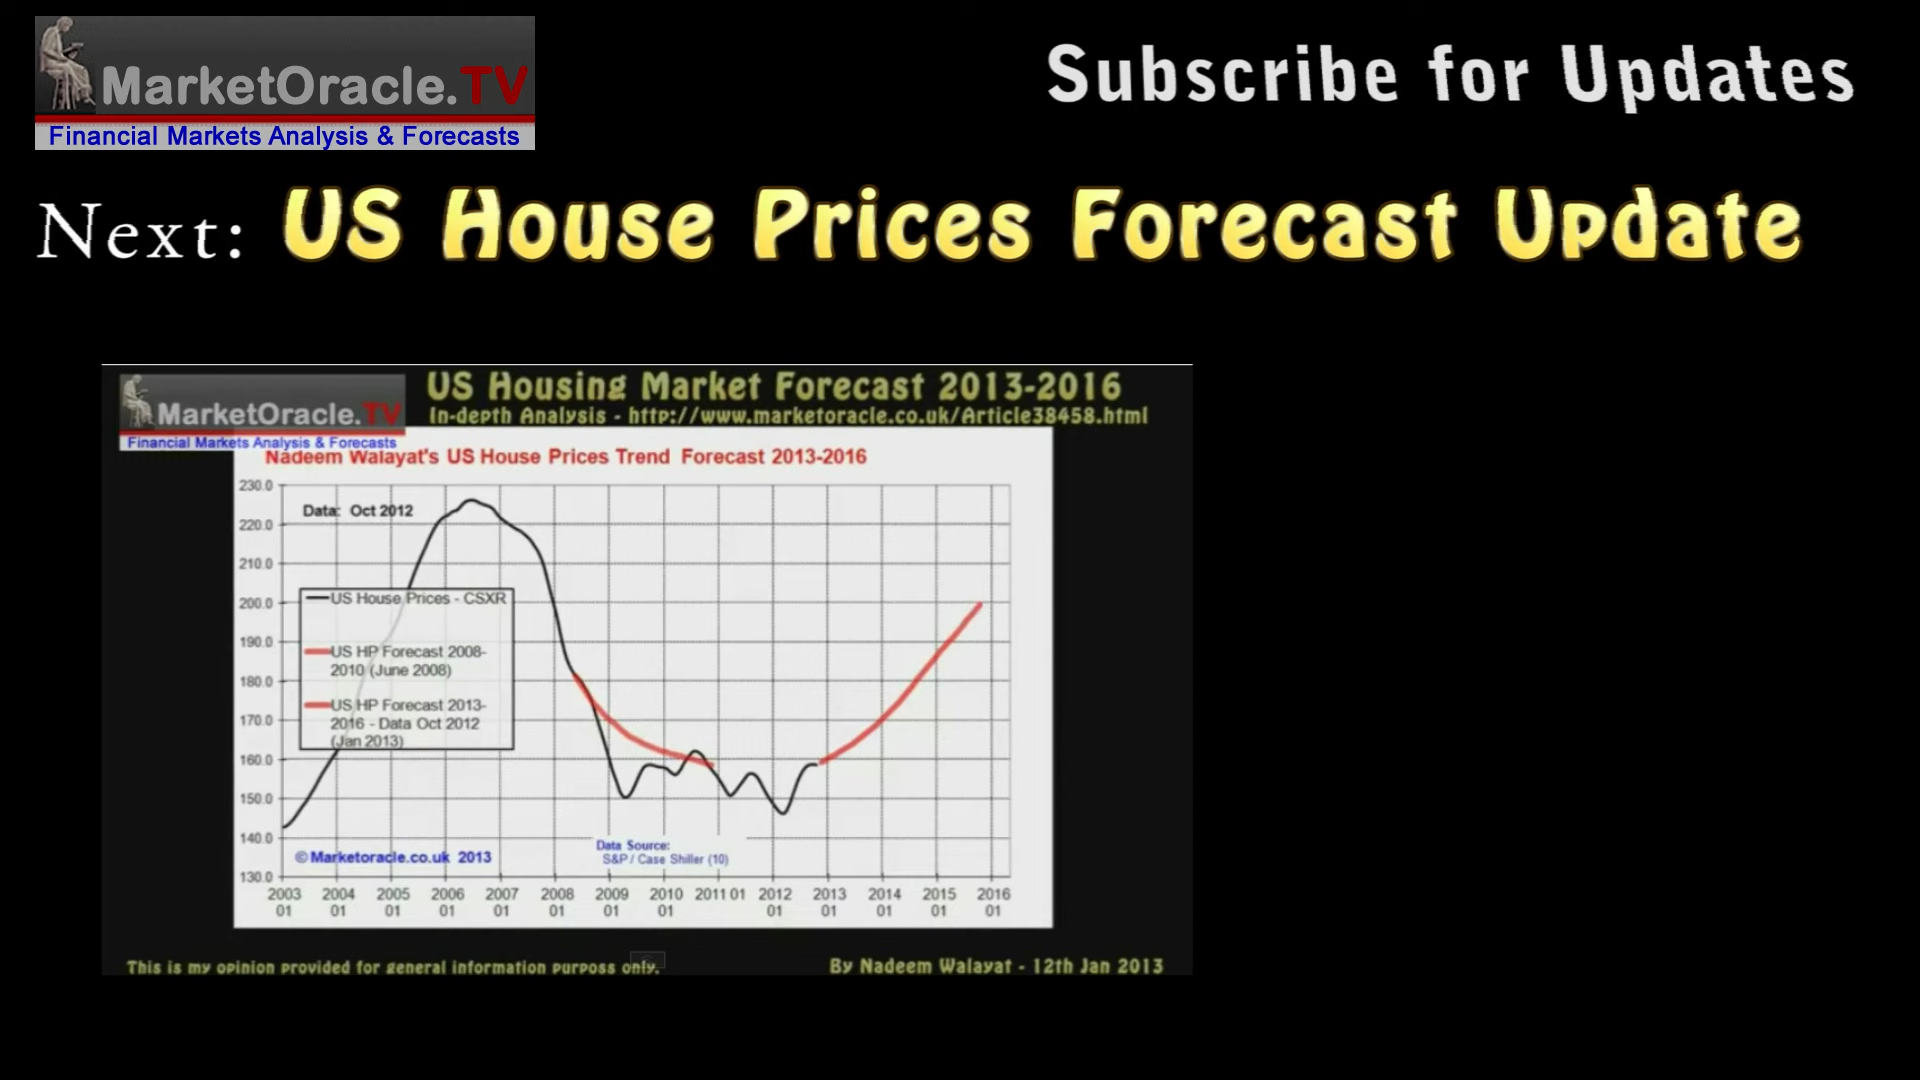 MarketOracle.TV
Financial Markets Analysis & Forecasts
Subscribe for Updates
Next: US House Prices Forecast Update
MarketOracle.TV
Financial Markets Analysis & Forecasts
US Housing Market Forecast 2013-2016
In-depth Analysis - http://www.marketoracle.co.uk/Article38458.html
Nadeem Walayat's US House Prices Trend Forecast 2013-2016
230.0
220.0
210.0
200.0
190.0
180.0
170.0
160.0
150.0
140.0
130.0
Data: Oct 2012
US House Prices - CSXR
US HP Forecast 2008-
2010 (June 2008)
US HP Forecast 2013-
2016 - Data Oct 2012
(Jan 2013)
© Marketoracle.co.uk 2013
Data Source:
S&P / Case Shiller (10)
2003 2004 2005 2006 2007 2008 2009 2010 2011 01 2012 2013 2014 2015 2016
01 01 01 01 01 01 01 01 01 01 01 01 01
This is my opinion provided for general information purposs only.
By Nadeem Walayat - 12th Jan 2013